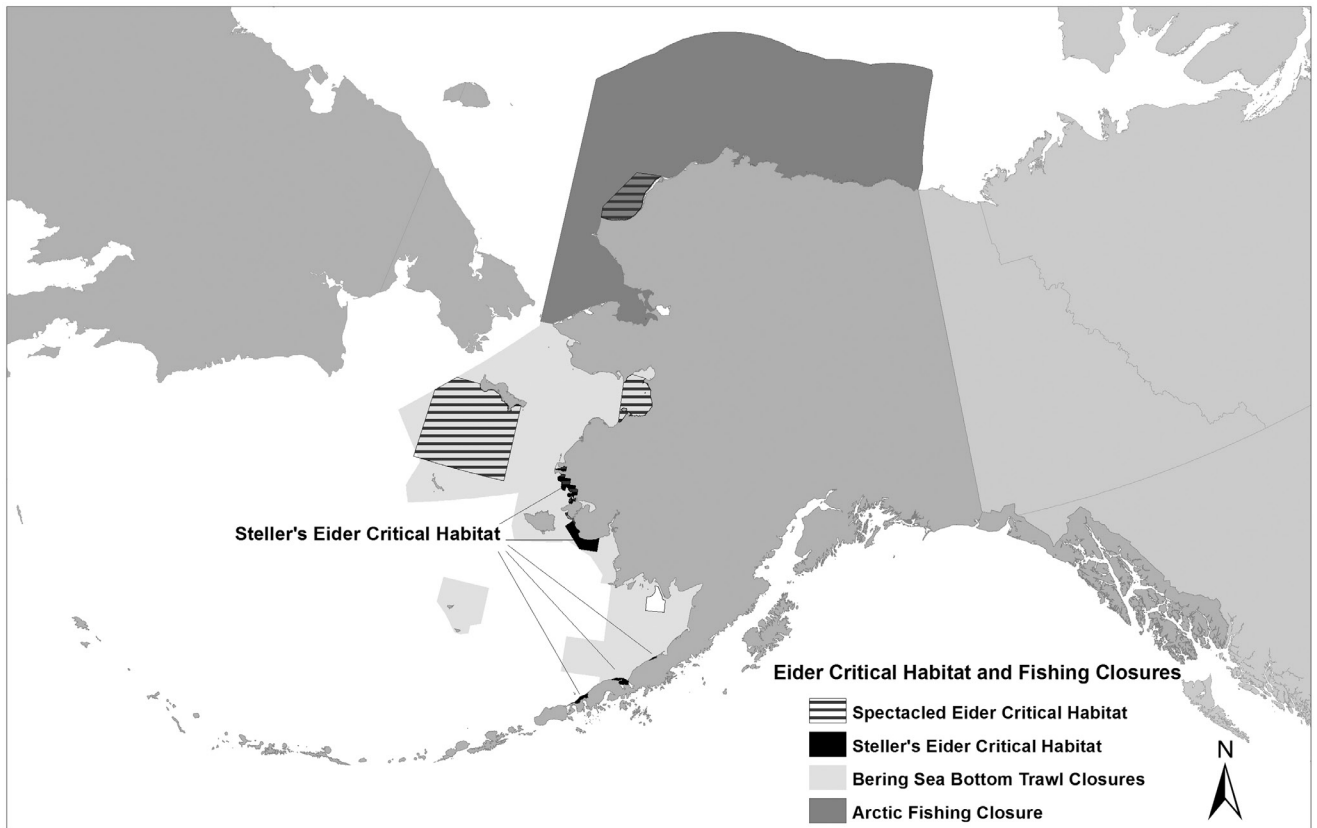 Steller's Eider Critical Habitat
Eider Critical Habitat and Fishing Closures
Spectacled Eider Critical Habitat
Steller's Eider Critical Habitat
Bering Sea Bottom Trawl Closures
Arctic Fishing Closure
N